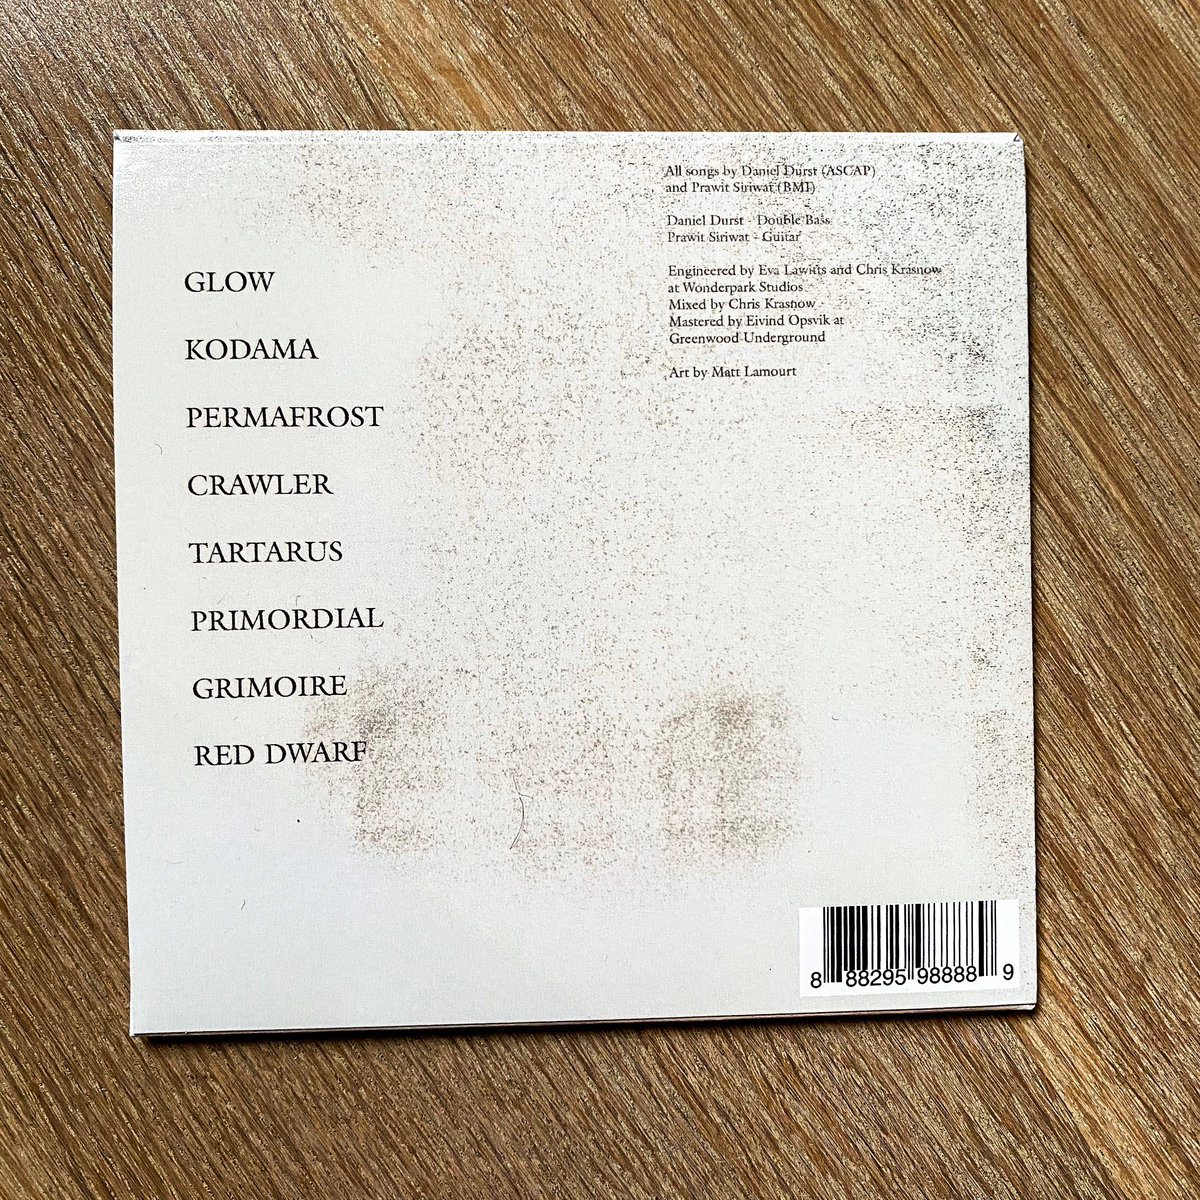 GLOW
KODAMA
PERMAFROST
CRAWLER
TARTARUS
PRIMORDIAL
GRIMOIRE
RED DWARF
All songs by Daniel Durst (ASCAP)
and Prawit Siriwat (BMI)
Daniel Durst - Double Bass
Prawit Siriwat - Guitar
Engineered by Eva Lawitts and Chris Krasnow
at Wonderpark Studios
Mixed by Chris Krasnow
Mastered by Eivind Opsvik at
Greenwood Underground
Art by Matt Lamourt
8 88295 98888 9